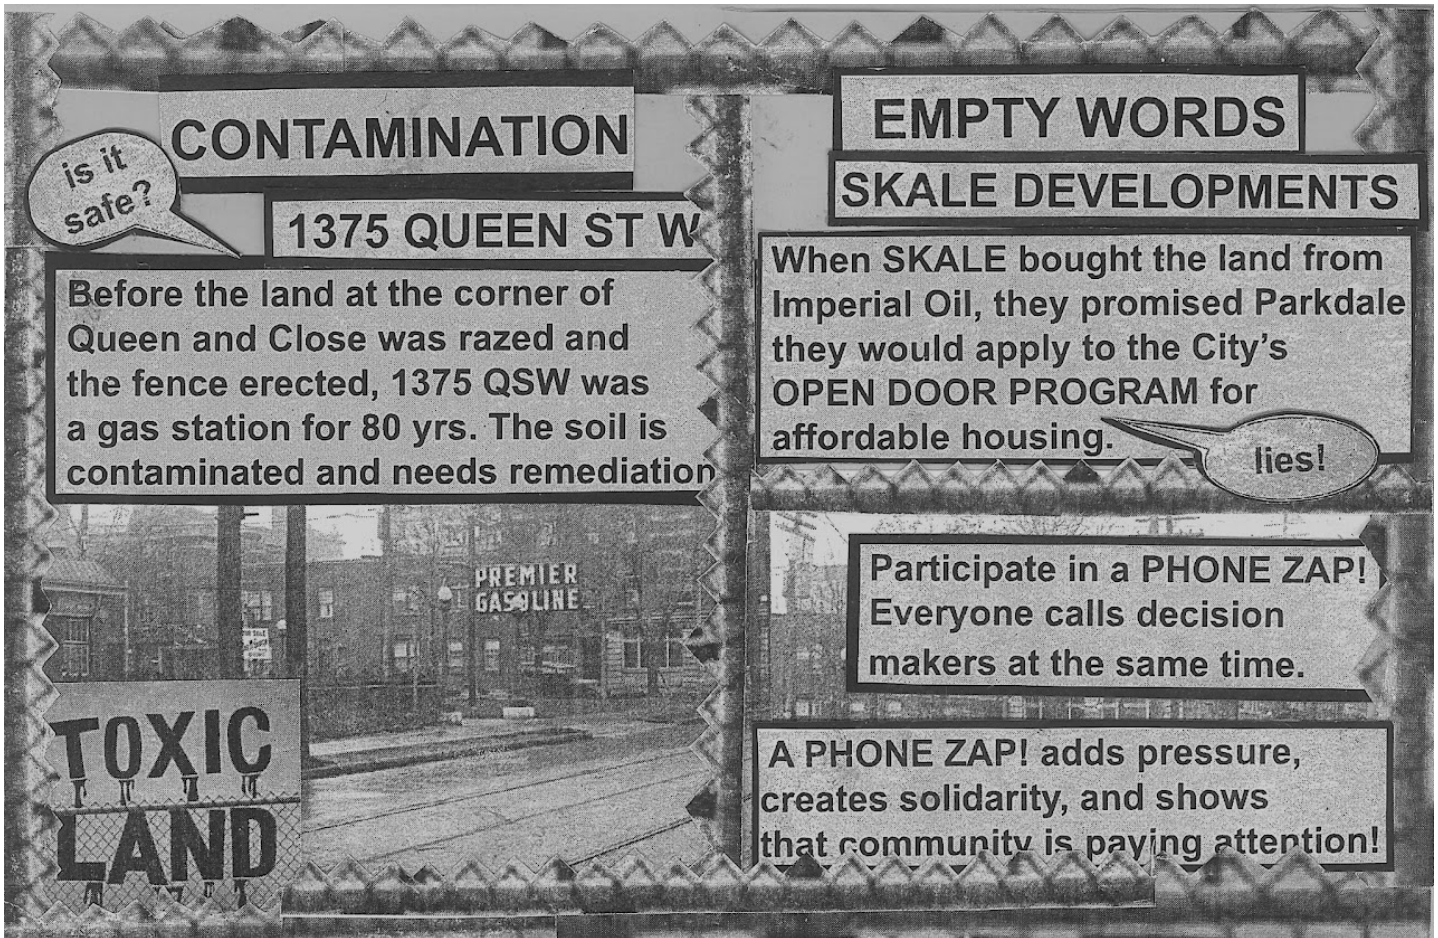 CONTAMINATION
is it
safe?
1375 QUEEN ST W
Before the land at the corner of
Queen and Close was razed and
the fence erected, 1375 QSW was
a gas station for 80 yrs. The soil is
contaminated and needs remediation
PREMIER
GASOLINE
FOR SALE
TOXIC
LAND
EMPTY WORDS
SKALE DEVELOPMENTS
When SKALE bought the land from
Imperial Oil, they promised Parkdale
they would apply to the City's
OPEN DOOR PROGRAM for
affordable housing.
lies!
Participate in a PHONE ZAP!
Everyone calls decision
makers at the same time.
A PHONE ZAP! adds pressure,
creates solidarity, and shows
that community is paying attention!